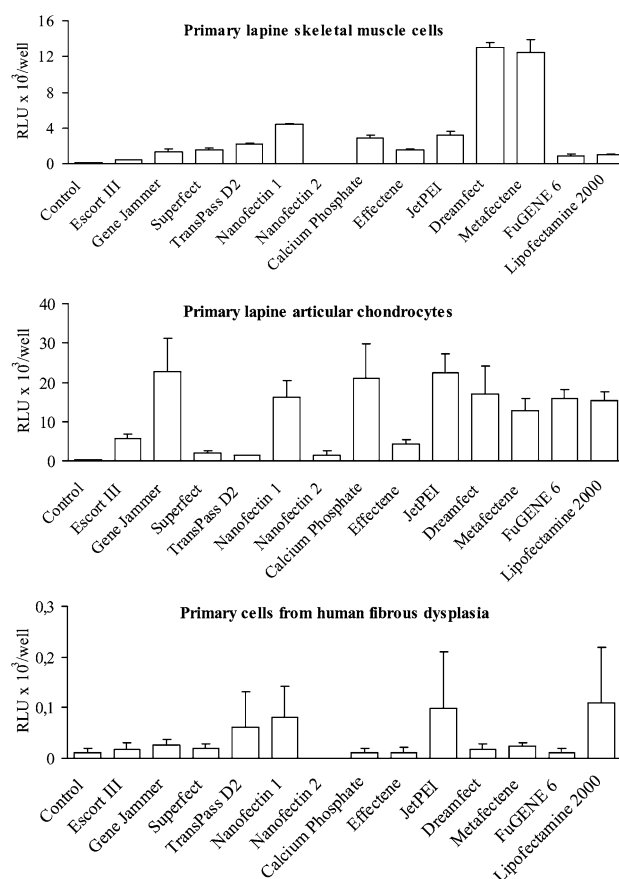 Primary lapine skeletal muscle cells
RLU x 10³/well
16
12
8
4
0
Control
Escort III
Gene Jammer
Superfect
TransPass D2
Nanofectin 1
Nanofectin 2
Calcium Phosphate
Effectene
JetPEI
Dreamfect
Metafectene
FuGENE 6
Lipofectamine 2000
Primary lapine articular chondrocytes
RLU x 10³/well
40
30
20
10
0
Control
Escort III
Gene Jammer
Superfect
TransPass D2
Nanofectin 1
Nanofectin 2
Calcium Phosphate
Effectene
JetPEI
Dreamfect
Metafectene
FuGENE 6
Lipofectamine 2000
Primary cells from human fibrous dysplasia
RLU x 10³/well
0,3
0,2
0,1
0
Control
Escort III
Gene Jammer
Superfect
TransPass D2
Nanofectin 1
Nanofectin 2
Calcium Phosphate
Effectene
JetPEI
Dreamfect
Metafectene
FuGENE 6
Lipofectamine 2000